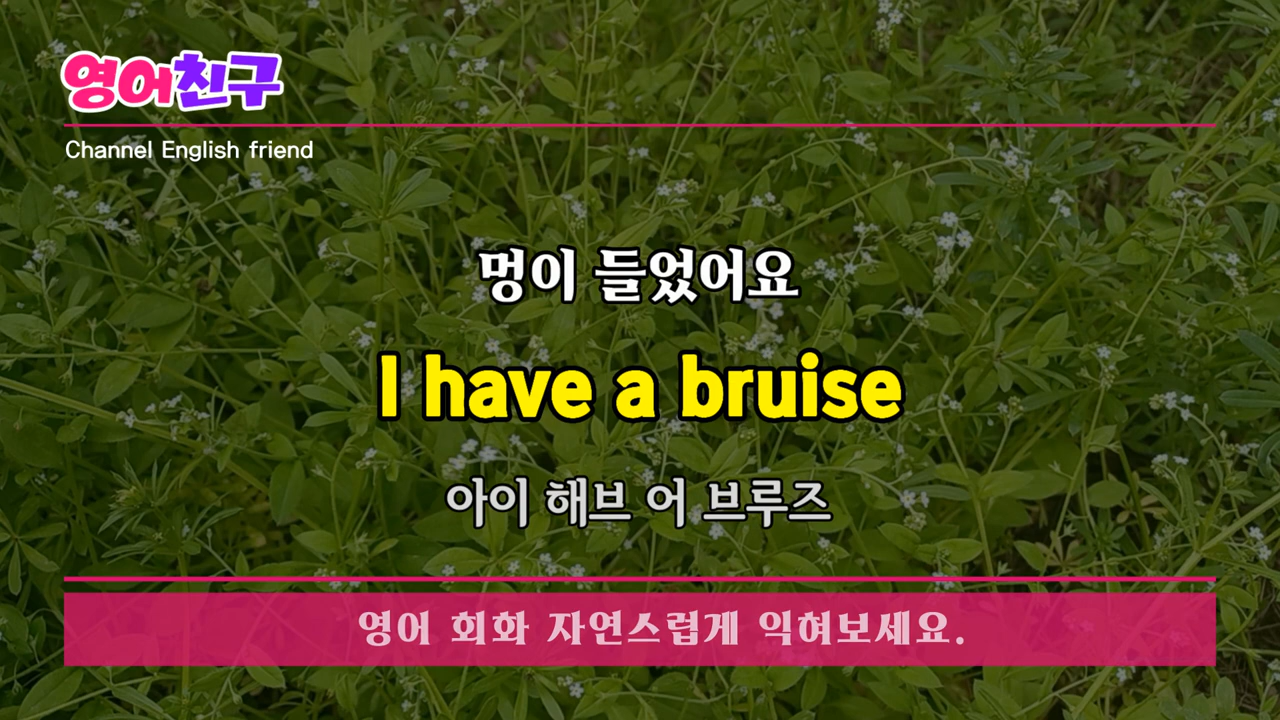 영어친구
Channel English friend
멍이 들었어요
I have a bruise
아이 해브 어 브루즈
영어 회화 자연스럽게 익혀보세요.